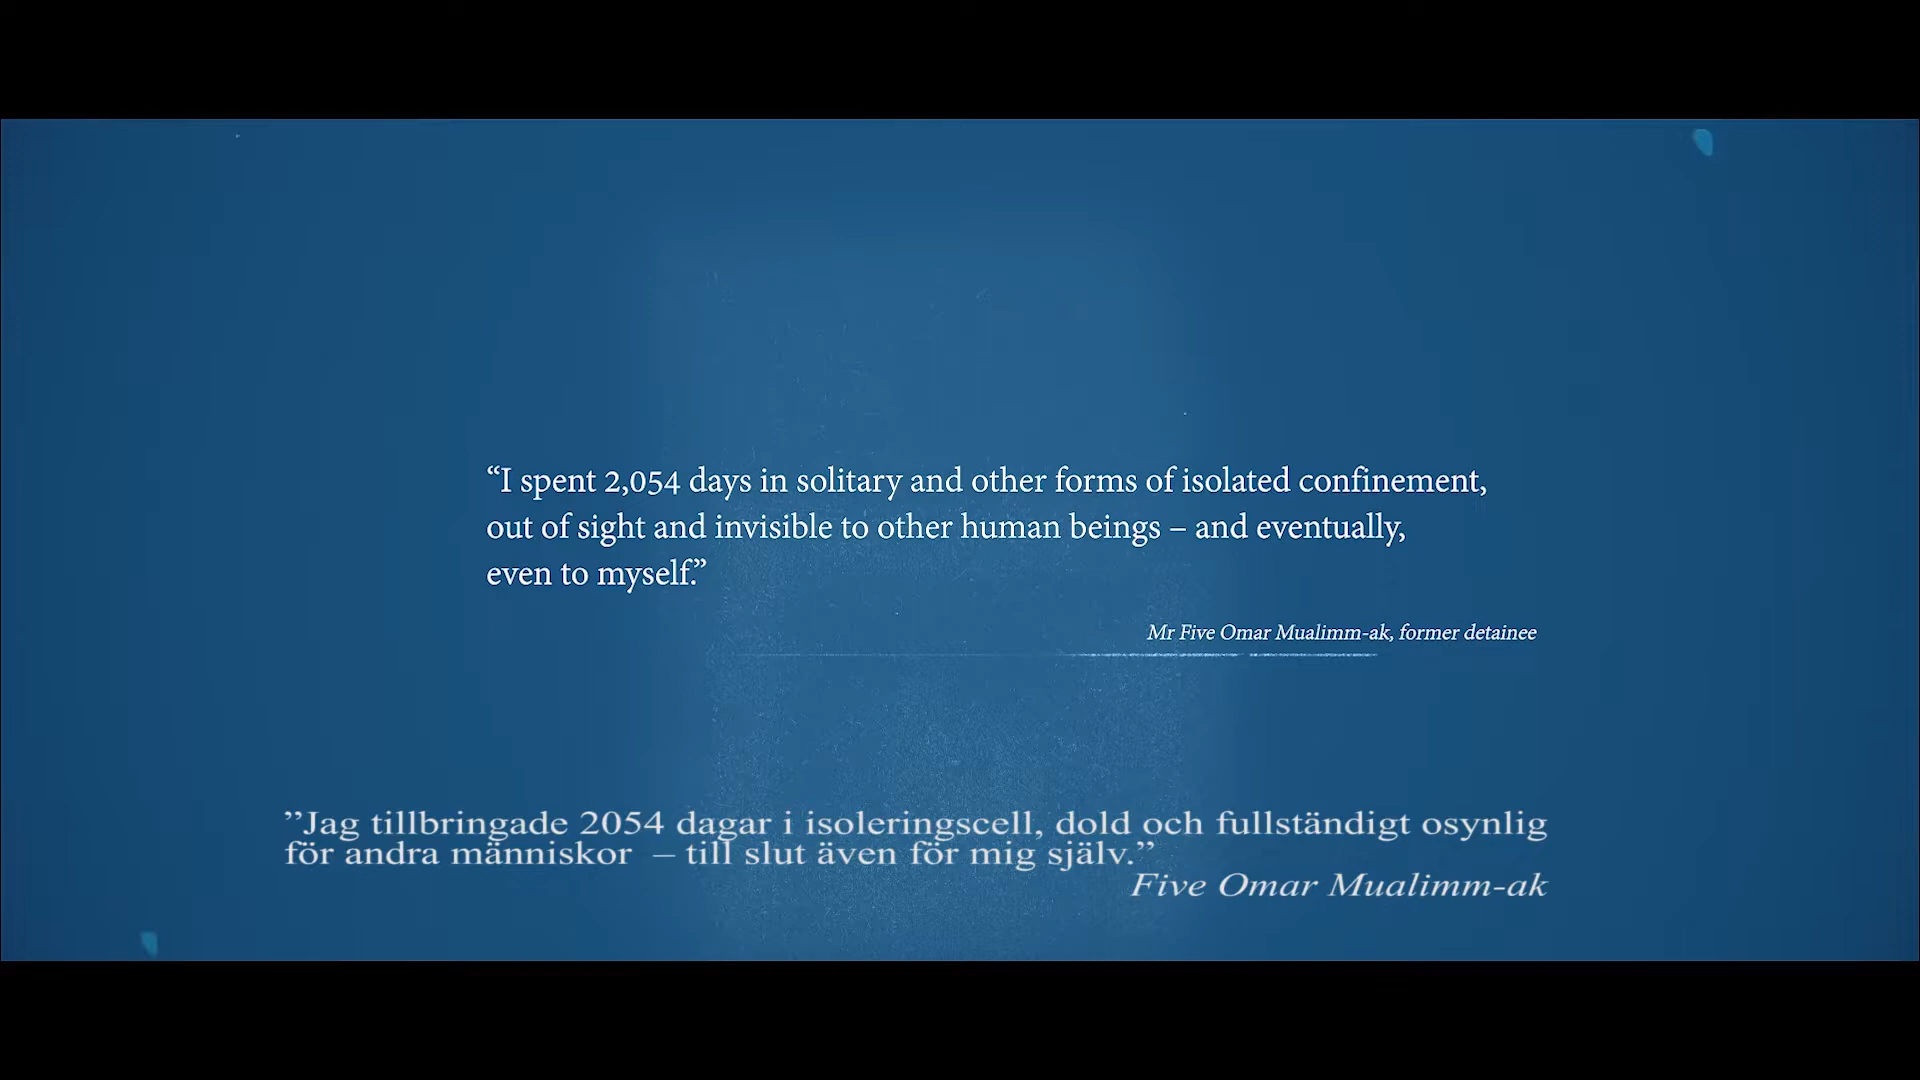 “I spent 2,054 days in solitary and other forms of isolated confinement,
out of sight and invisible to other human beings – and eventually,
even to myself.”
Mr Five Omar Mualimm-ak, former detainee
”Jag tillbringade 2054 dagar i isoleringscell, dold och fullständigt osynlig
för andra människor – till slut även för mig själv.”
Five Omar Mualimm-ak